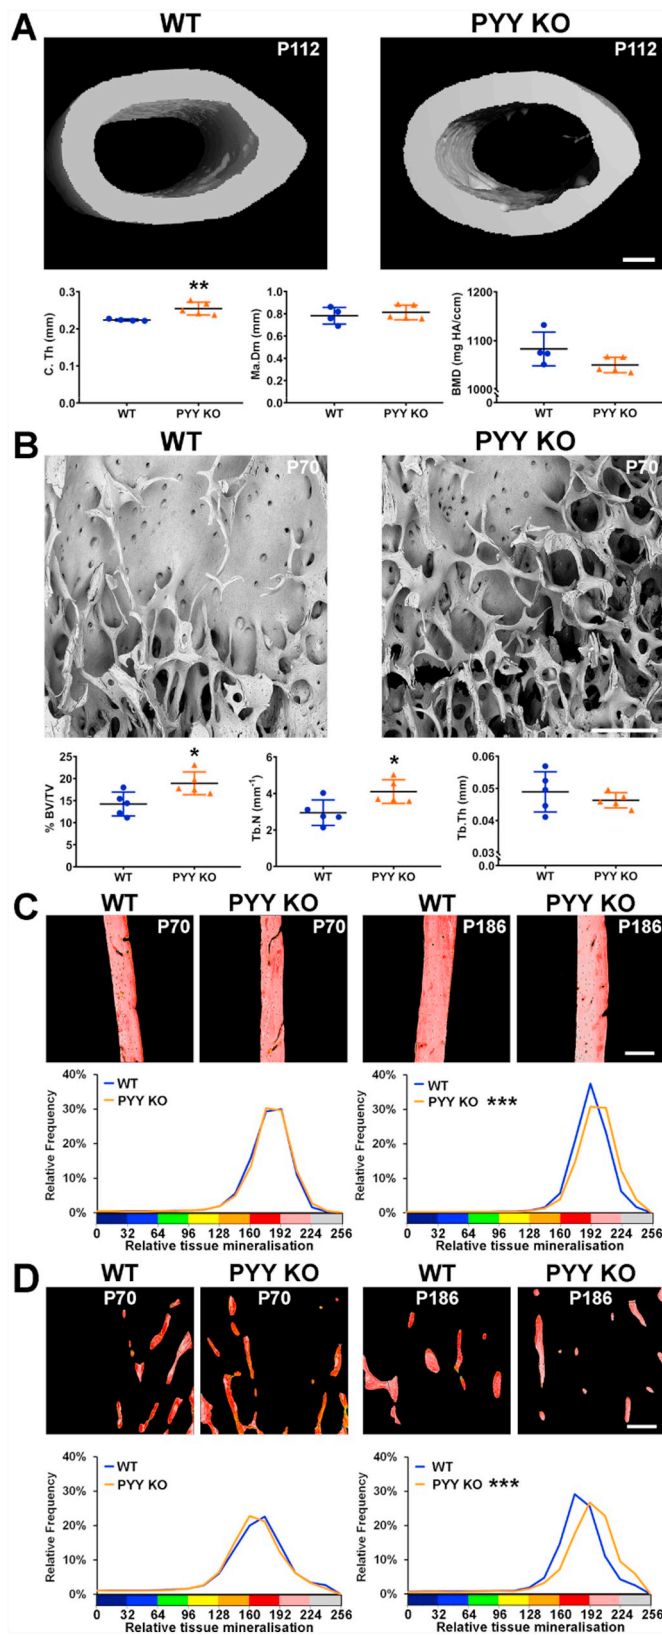 A
WT PYY KO
P112 P112
**
0.3
0.2
0.1
0.0
C. Th (mm)
WT PYY KO
1.0
0.8
0.6
0.4
0.2
0.0
Ma.Dm (mm)
WT PYY KO
1200
1100
1000
0
BMD (mg HA/ccm)
WT PYY KO
B
WT PYY KO
P70 P70
*
25
20
15
10
5
0
% BV/TV
WT PYY KO
*
6
4
2
0
Tb.N (mm⁻¹)
WT PYY KO
0.06
0.05
0.04
0.03
0.00
Tb.Th (mm)
WT PYY KO
C
WT PYY KO WT PYY KO
P70 P70 P186 P186
40%
30%
20%
10%
0%
Relative Frequency
WT
PYY KO
0 32 64 96 128 160 192 224 256
Relative tissue mineralisation
40%
30%
20%
10%
0%
Relative Frequency
WT
PYY KO ***
0 32 64 96 128 160 192 224 256
Relative tissue mineralisation
D
WT PYY KO WT PYY KO
P70 P70 P186 P186
40%
30%
20%
10%
0%
Relative Frequency
WT
PYY KO
0 32 64 96 128 160 192 224 256
Relative tissue mineralisation
40%
30%
20%
10%
0%
Relative Frequency
WT
PYY KO ***
0 32 64 96 128 160 192 224 256
Relative tissue mineralisation